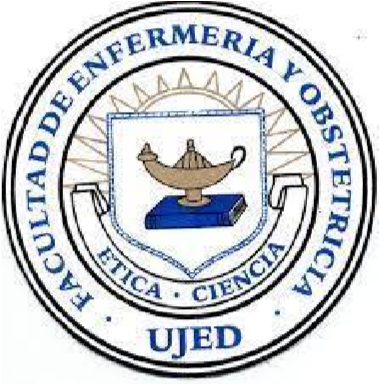 · FACULTAD DE ENFERMERIA Y OBSTETRICIA ·
UJED
ETICA · CIENCIA